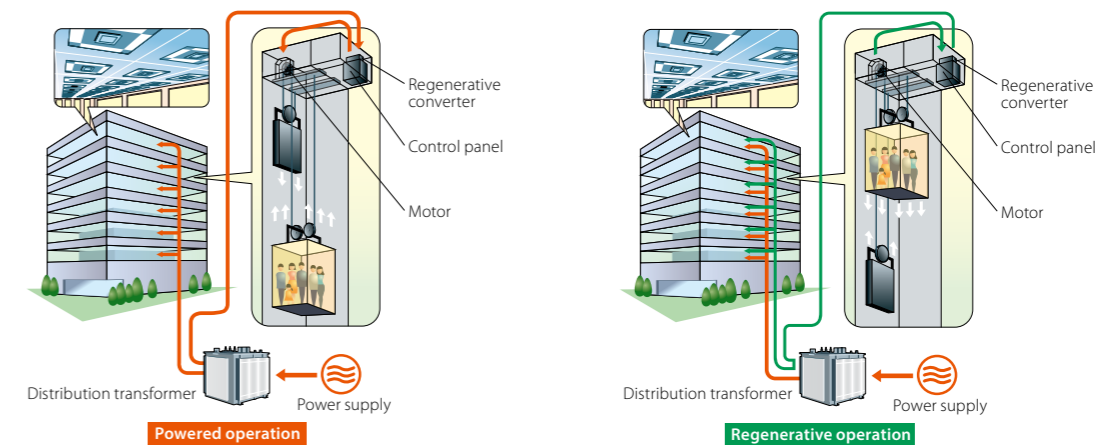 Regenerative
converter
Control panel
Motor
Distribution transformer
Power supply
Powered operation
Regenerative
converter
Control panel
Motor
Distribution transformer
Power supply
Regenerative operation